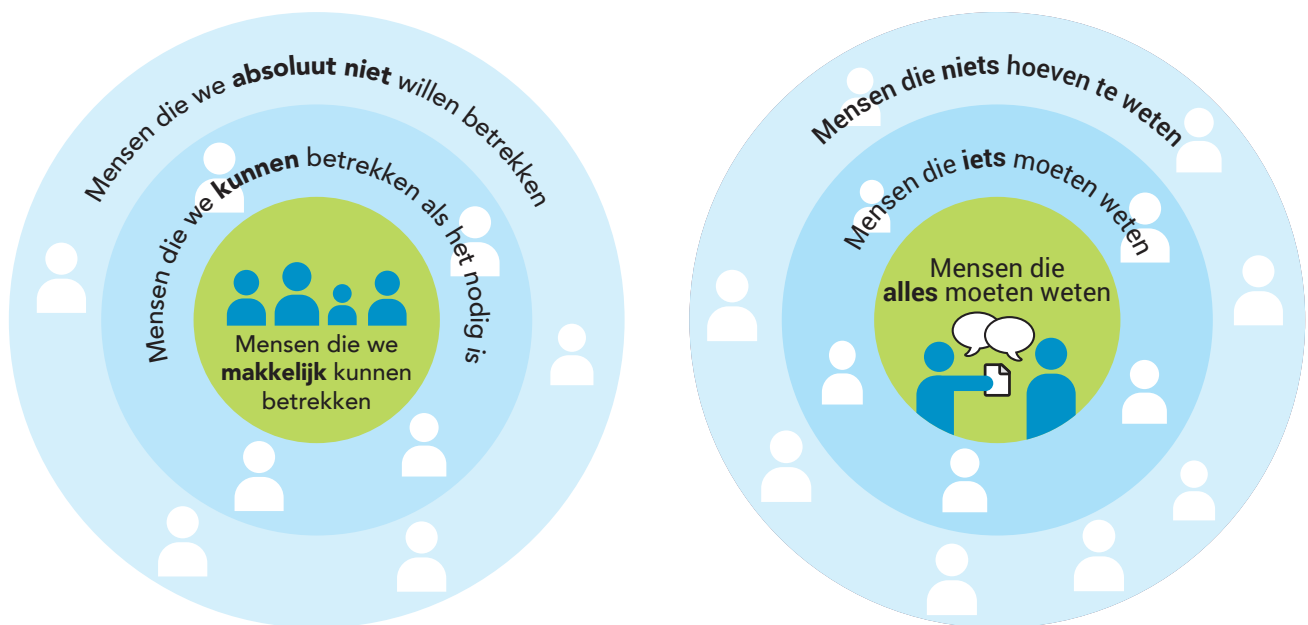 Mensen die we absoluut niet willen betrekken
Mensen die we kunnen betrekken als het nodig is
Mensen die we
makkelijk kunnen
betrekken
Mensen die niets hoeven te weten
Mensen die iets moeten weten
Mensen die
alles moeten weten